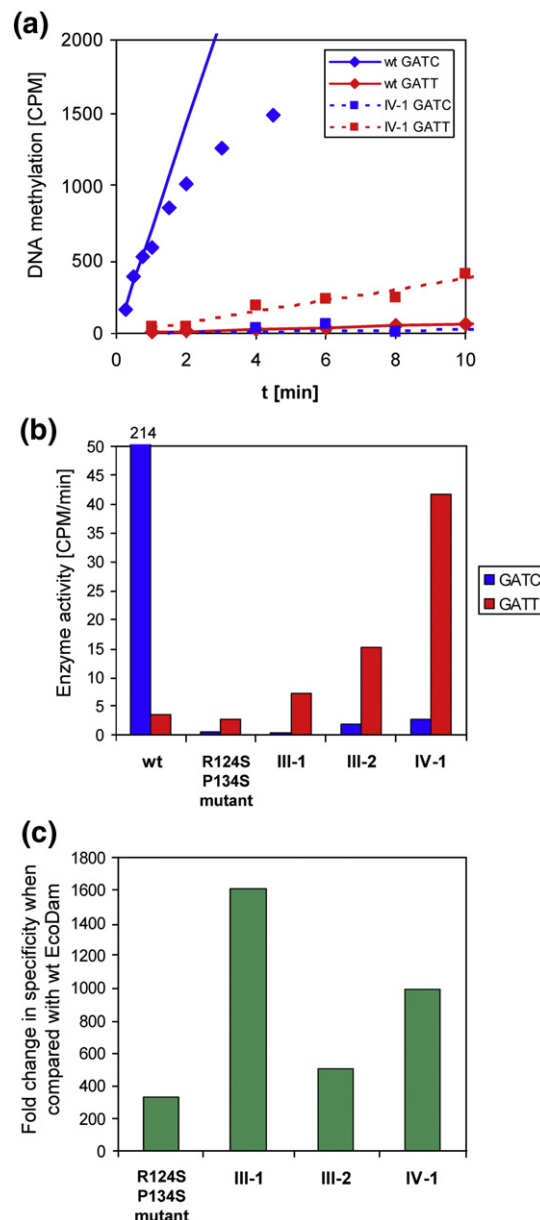 (a)
2000
1500
1000
500
0
DNA methylation [CPM]
wt GATC
wt GATT
IV-1 GATC
IV-1 GATT
0 2 4 6 8 10
t [min]
(b)
214
50
45
40
35
30
25
20
15
10
5
0
Enzyme activity [CPM/min]
GATC
GATT
wt
R124S
P134S
mutant
III-1
III-2
IV-1
(c)
1800
1600
1400
1200
1000
800
600
400
200
0
Fold change in specificity when
compared with wt EcoDam
R124S
P134S
mutant
III-1
III-2
IV-1